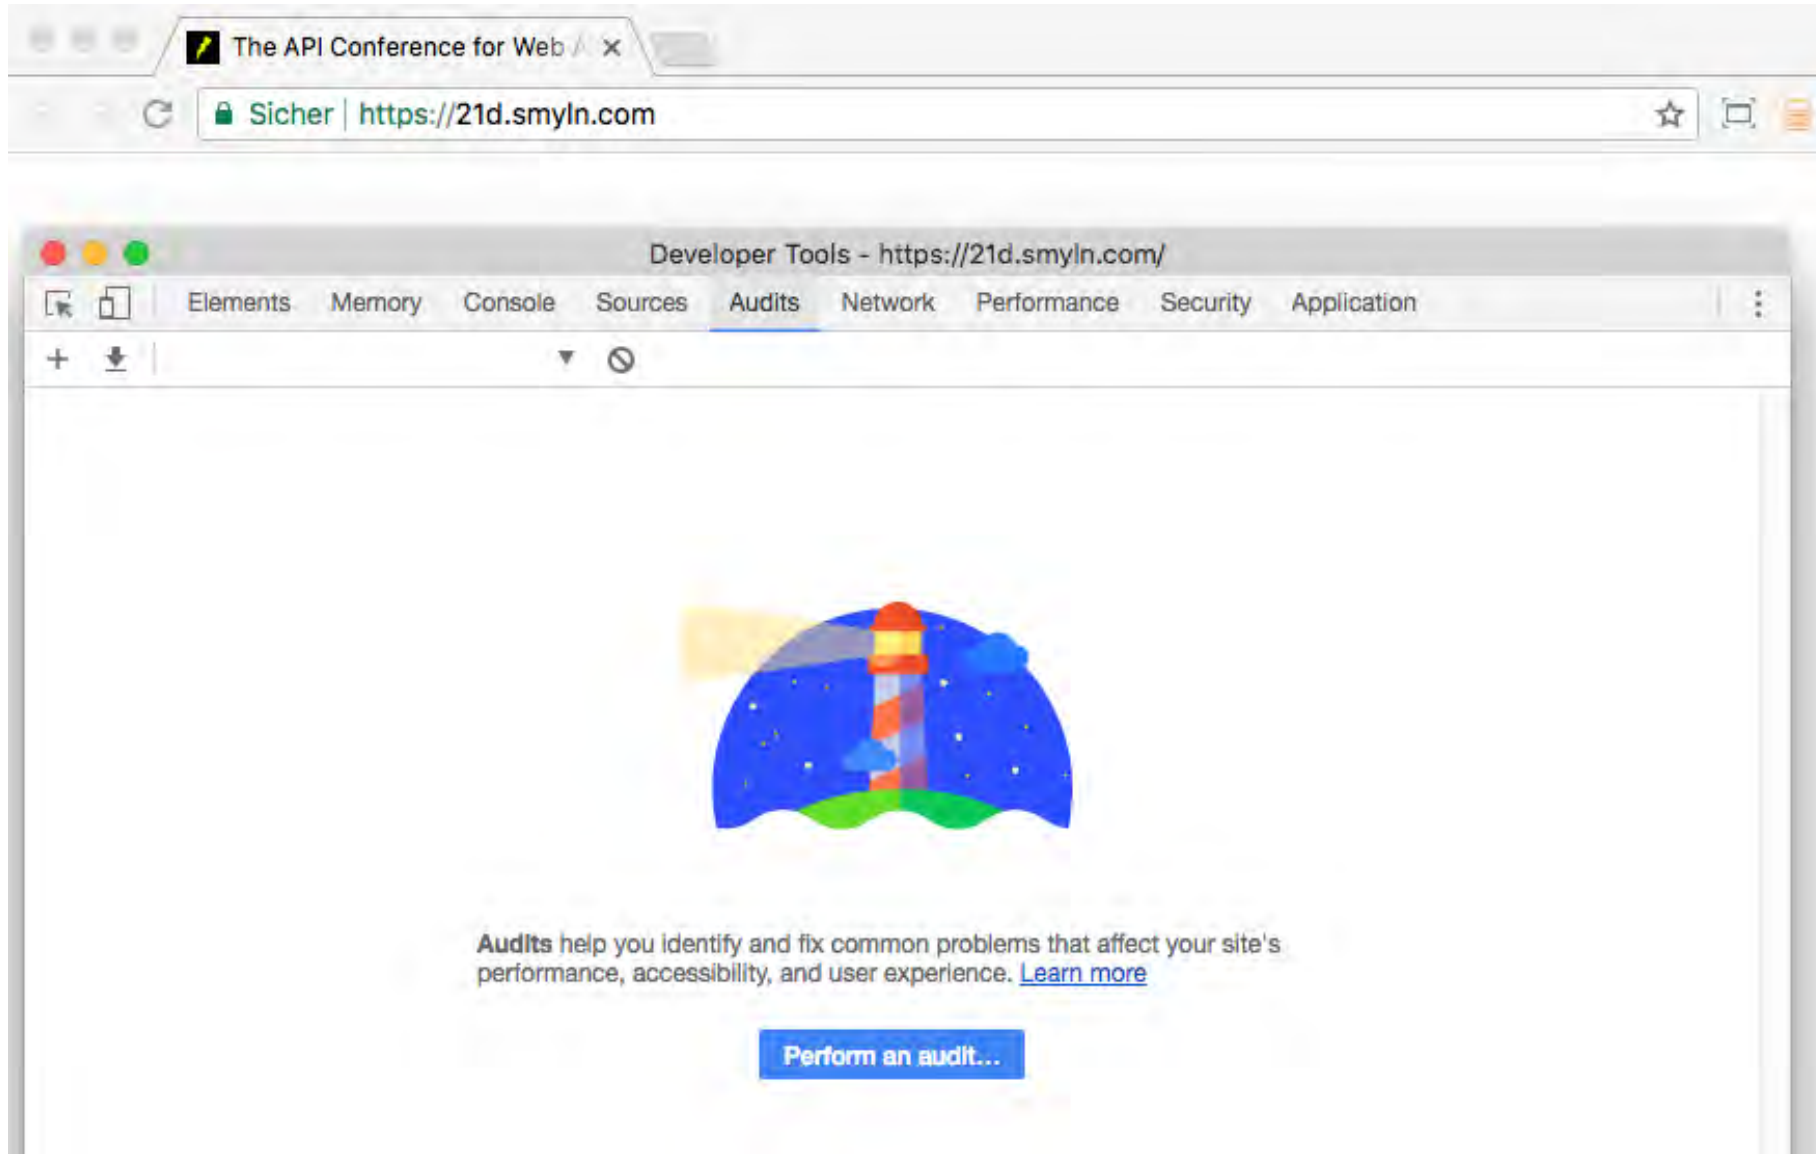 The API Conference for Web
Sicher | https://21d.smyln.com
Developer Tools - https://21d.smyln.com/
Elements Memory Console Sources Audits Network Performance Security Application
Audits help you identify and fix common problems that affect your site's
performance, accessibility, and user experience. Learn more
Perform an audit...